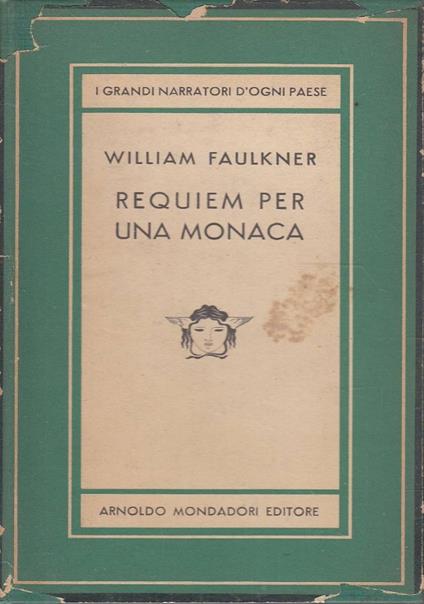 I GRANDI NARRATORI D'OGNI PAESE
WILLIAM FAULKNER
REQUIEM PER
UNA MONACA
ARNOLDO MONDADORI EDITORE